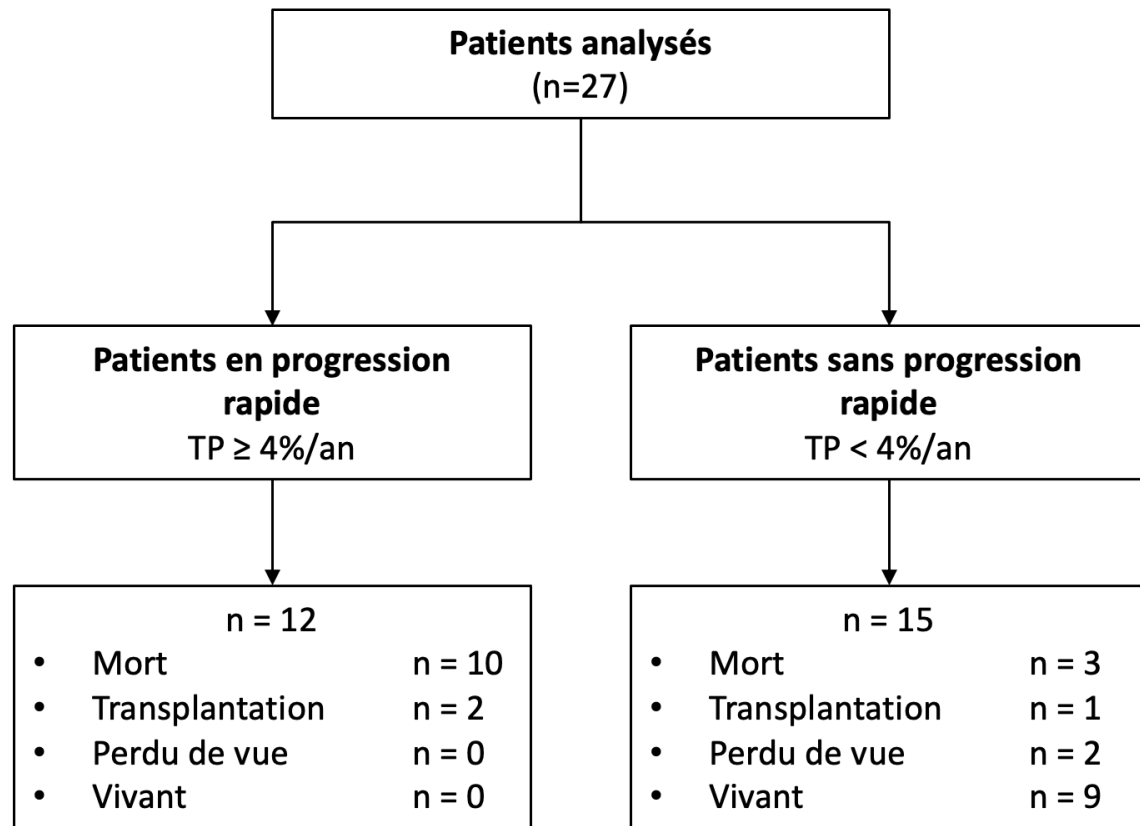 Patients analysés
(n=27)
Patients en progression
rapide
TP ≥ 4%/an
Patients sans progression
rapide
TP < 4%/an
n = 12
• Mort n = 10
• Transplantation n = 2
• Perdu de vue n = 0
• Vivant n = 0
n = 15
• Mort n = 3
• Transplantation n = 1
• Perdu de vue n = 2
• Vivant n = 9